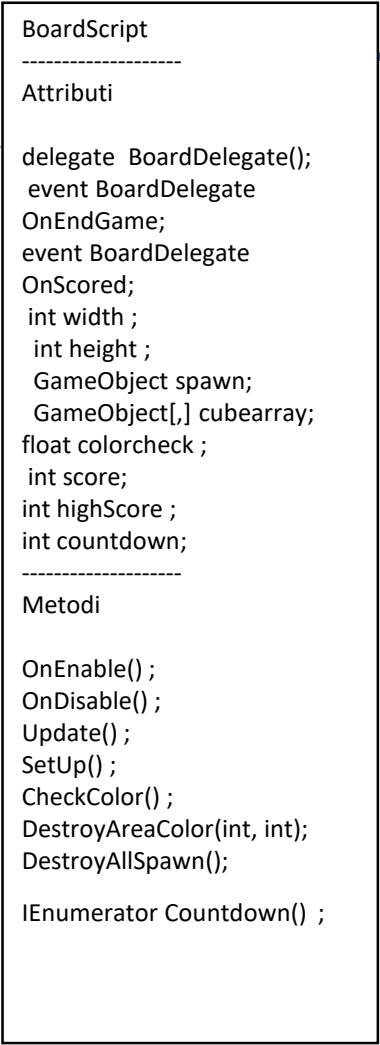 BoardScript
--------------------
Attributi
delegate  BoardDelegate();
event BoardDelegate
OnEndGame;
event BoardDelegate
OnScored;
int width ;
int height ;
GameObject spawn;
GameObject[,] cubearray;
float colorcheck ;
int score;
int highScore ;
int countdown;
--------------------
Metodi
OnEnable() ;
OnDisable() ;
Update() ;
SetUp() ;
CheckColor() ;
DestroyAreaColor(int, int);
DestroyAllSpawn();
IEnumerator Countdown()  ;